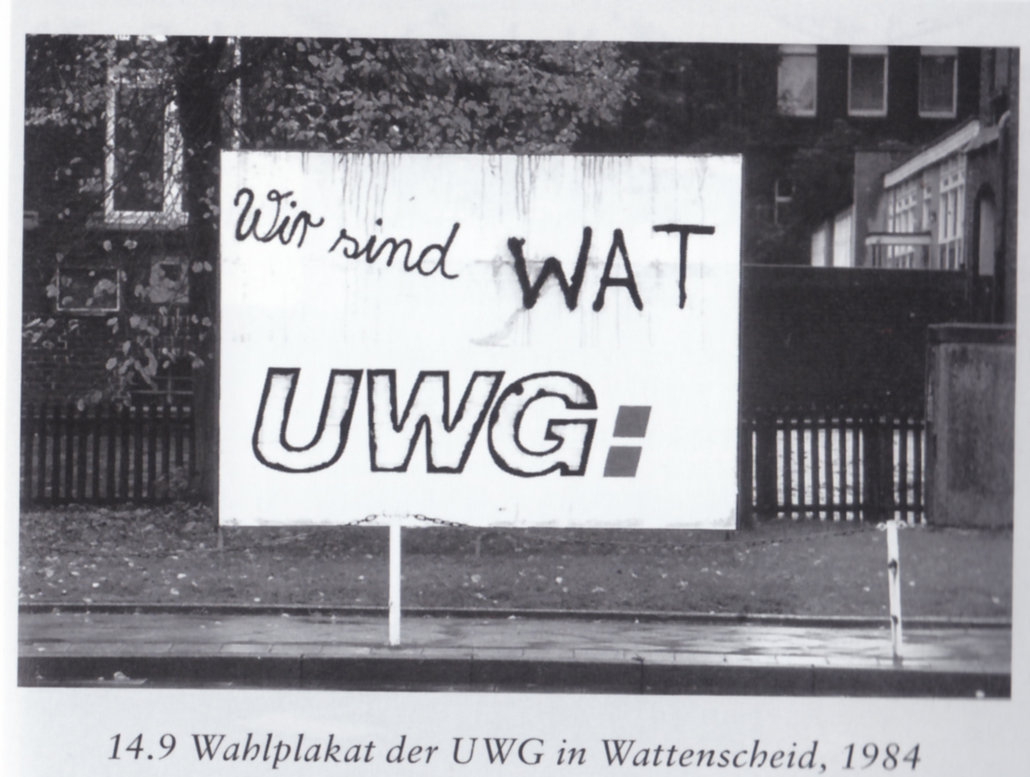 Wir sind WAT
UWG:
14.9 Wahlplakat der UWG in Wattenscheid, 1984